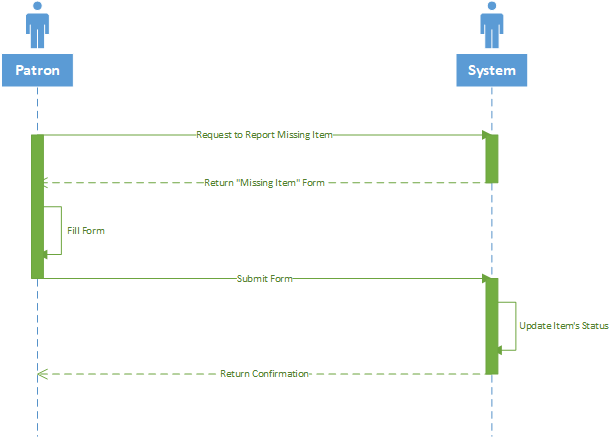 Patron
System
Request to Report Missing Item
Return "Missing Item" Form
Fill Form
Submit Form
Update Item's Status
Return Confirmation